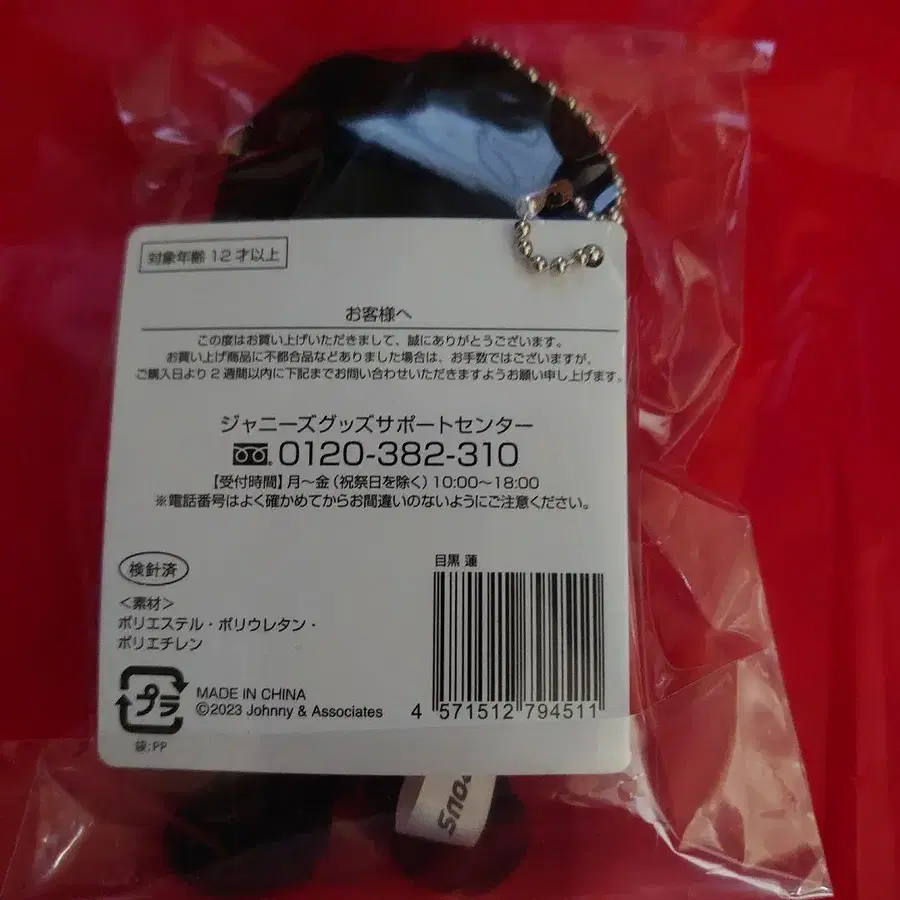 対象年齢 12 才以上
お客様へ
この度はお買い上げいただきまして、誠にありがとうございます。
お買い上げ商品に不都合品などありました場合は、お手数ではございますが、
ご購入日より2週間以内に下記までお問い合わせいただきますようお願い申し上げます。
ジャニーズグッズサポートセンター
0120-382-310
【受付時間】月～金（祝祭日を除く）10:00～18:00
※電話番号はよく確かめてからお間違いのないようにご注意ください。
目黒 蓮
検針済
＜素材＞
ポリエステル・ポリウレタン・
ポリエチレン
プラ
MADE IN CHINA
©2023 Johnny & Associates
4 571512 794511
袋:PP